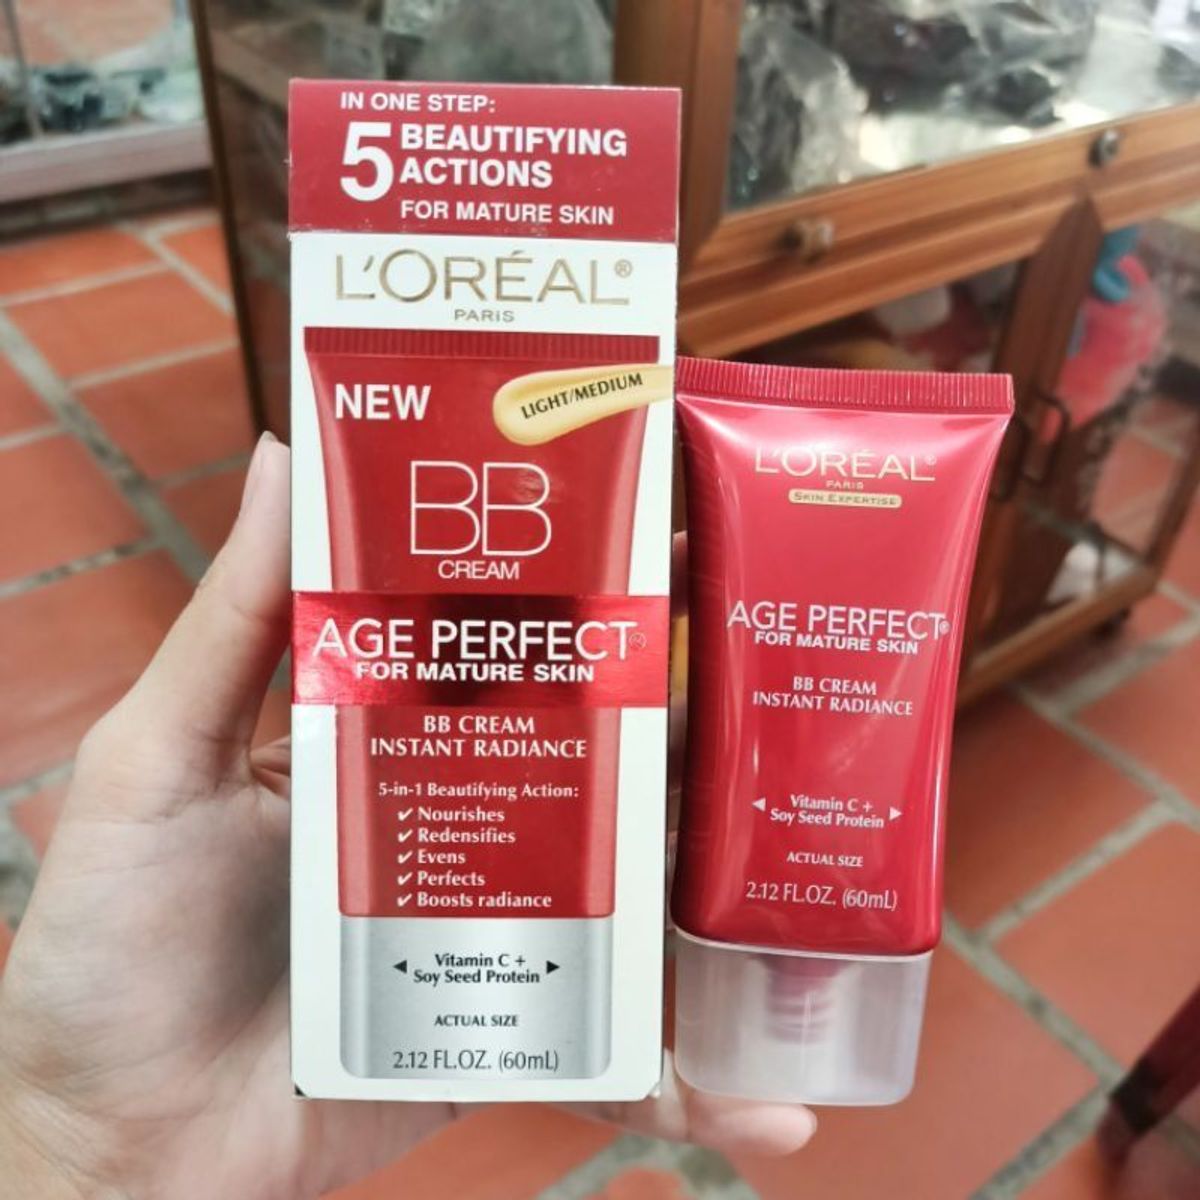 IN ONE STEP:
5 BEAUTIFYING
ACTIONS
FOR MATURE SKIN
L'ORÉAL®
PARIS
NEW
LIGHT/MEDIUM
BB
CREAM
AGE PERFECT®
FOR MATURE SKIN
BB CREAM
INSTANT RADIANCE
5-in-1 Beautifying Action:
✔ Nourishes
✔ Redensifies
✔ Evens
✔ Perfects
✔ Boosts radiance
◄ Vitamin C + ►
Soy Seed Protein
ACTUAL SIZE
2.12 FL.OZ. (60mL)
L'ORÉAL®
PARIS
SKIN EXPERTISE
AGE PERFECT®
FOR MATURE SKIN
BB CREAM
INSTANT RADIANCE
◄ Vitamin C + ►
Soy Seed Protein
ACTUAL SIZE
2.12 FL.OZ. (60mL)